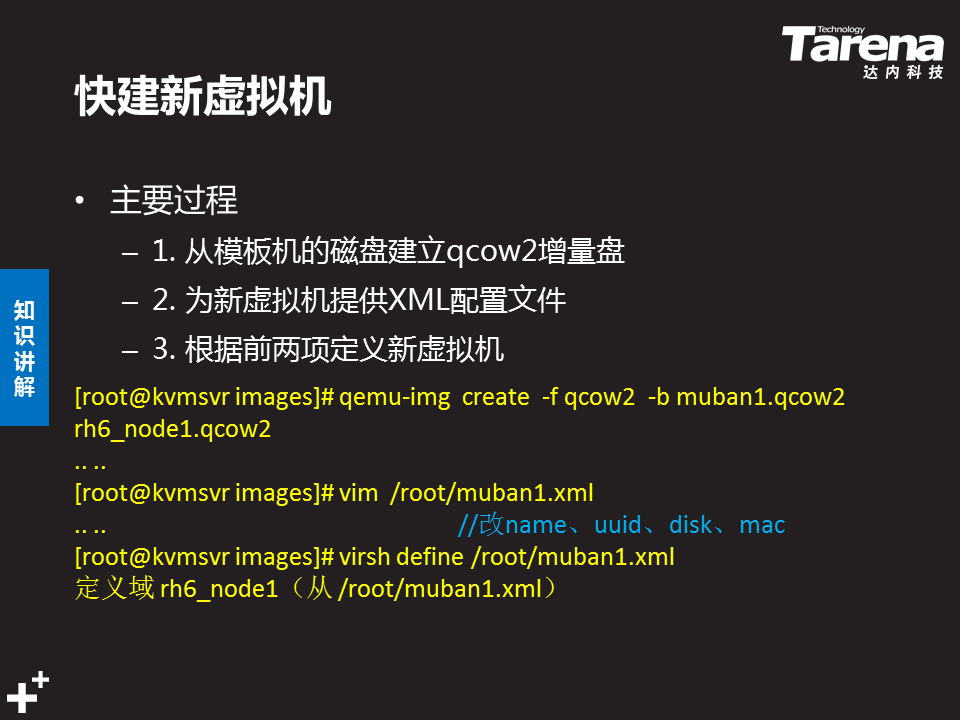 Technology
Tarena
达内科技
快建新虚拟机
• 主要过程
– 1. 从模板机的磁盘建立qcow2增量盘
– 2. 为新虚拟机提供XML配置文件
– 3. 根据前两项定义新虚拟机
知识讲解
[root@kvmsvr images]# qemu-img  create  -f qcow2  -b muban1.qcow2
rh6_node1.qcow2
.. ..
[root@kvmsvr images]# vim  /root/muban1.xml
.. .. //改name、uuid、disk、mac
[root@kvmsvr images]# virsh define /root/muban1.xml
定义域 rh6_node1（从 /root/muban1.xml）